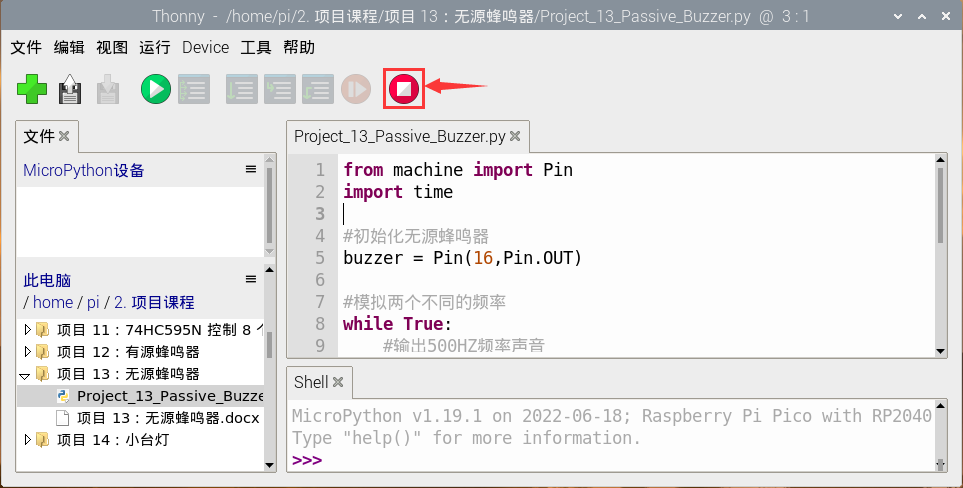 Thonny - /home/pi/2. 项目课程/项目 13：无源蜂鸣器/Project_13_Passive_Buzzer.py @ 3 : 1
文件 编辑 视图 运行 Device 工具 帮助
文件
MicroPython设备
此电脑
/ home / pi / 2. 项目课程
项目 11：74HC595N 控制 8 个
项目 12：有源蜂鸣器
项目 13：无源蜂鸣器
Project_13_Passive_Buzze
项目 13：无源蜂鸣器.docx
项目 14：小台灯
Project_13_Passive_Buzzer.py
1 from machine import Pin
2 import time
3
4 #初始化无源蜂鸣器
5 buzzer = Pin(16,Pin.OUT)
6
7 #模拟两个不同的频率
8 while True:
9 #输出500HZ频率声音
Shell
MicroPython v1.19.1 on 2022-06-18; Raspberry Pi Pico with RP2040
Type "help()" for more information.
>>>